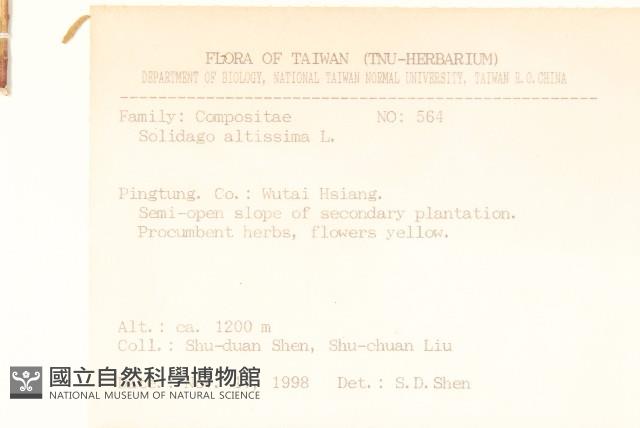 FLORA OF TAIWAN (TNU-HERBARIUM)
DEPARTMENT OF BIOLOGY, NATIONAL TAIWAN NORMAL UNIVERSITY, TAIWAN R.O.CHINA
Family: Compositae NO: 564
Solidago altissima L.
Pingtung. Co.: Wutai Hsiang.
Semi-open slope of secondary plantation.
Procumbent herbs, flowers yellow.
Alt.: ca. 1200 m
Coll.: Shu-duan Shen, Shu-chuan Liu
1998 Det.: S.D.Shen
國立自然科學博物館
NATIONAL MUSEUM OF NATURAL SCIENCE